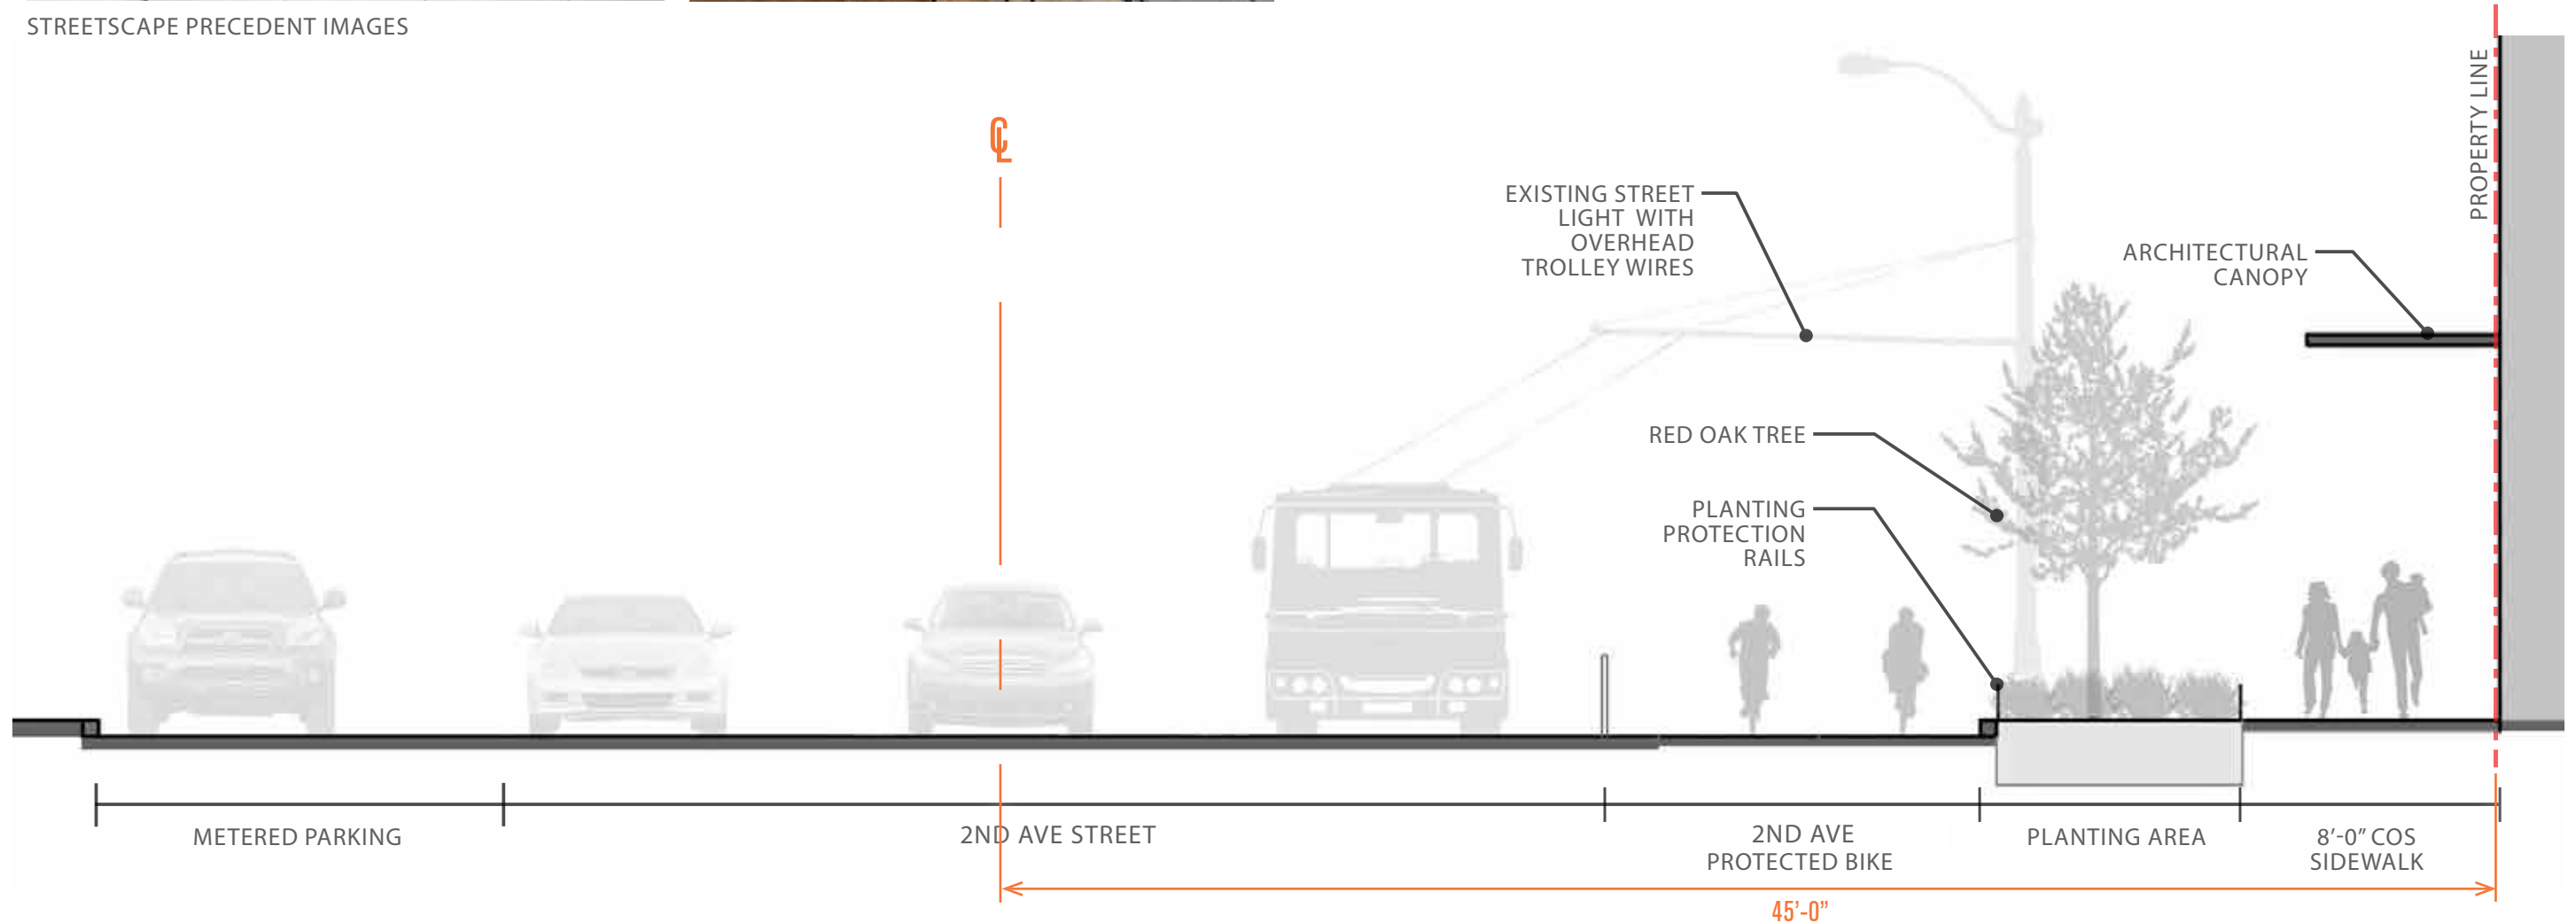 STREETSCAPE PRECEDENT IMAGES
℄
PROPERTY LINE
EXISTING STREET
LIGHT WITH
OVERHEAD
TROLLEY WIRES
ARCHITECTURAL
CANOPY
RED OAK TREE
PLANTING
PROTECTION
RAILS
METERED PARKING
2ND AVE STREET
2ND AVE
PROTECTED BIKE
PLANTING AREA
8’-0” COS
SIDEWALK
45’-0”